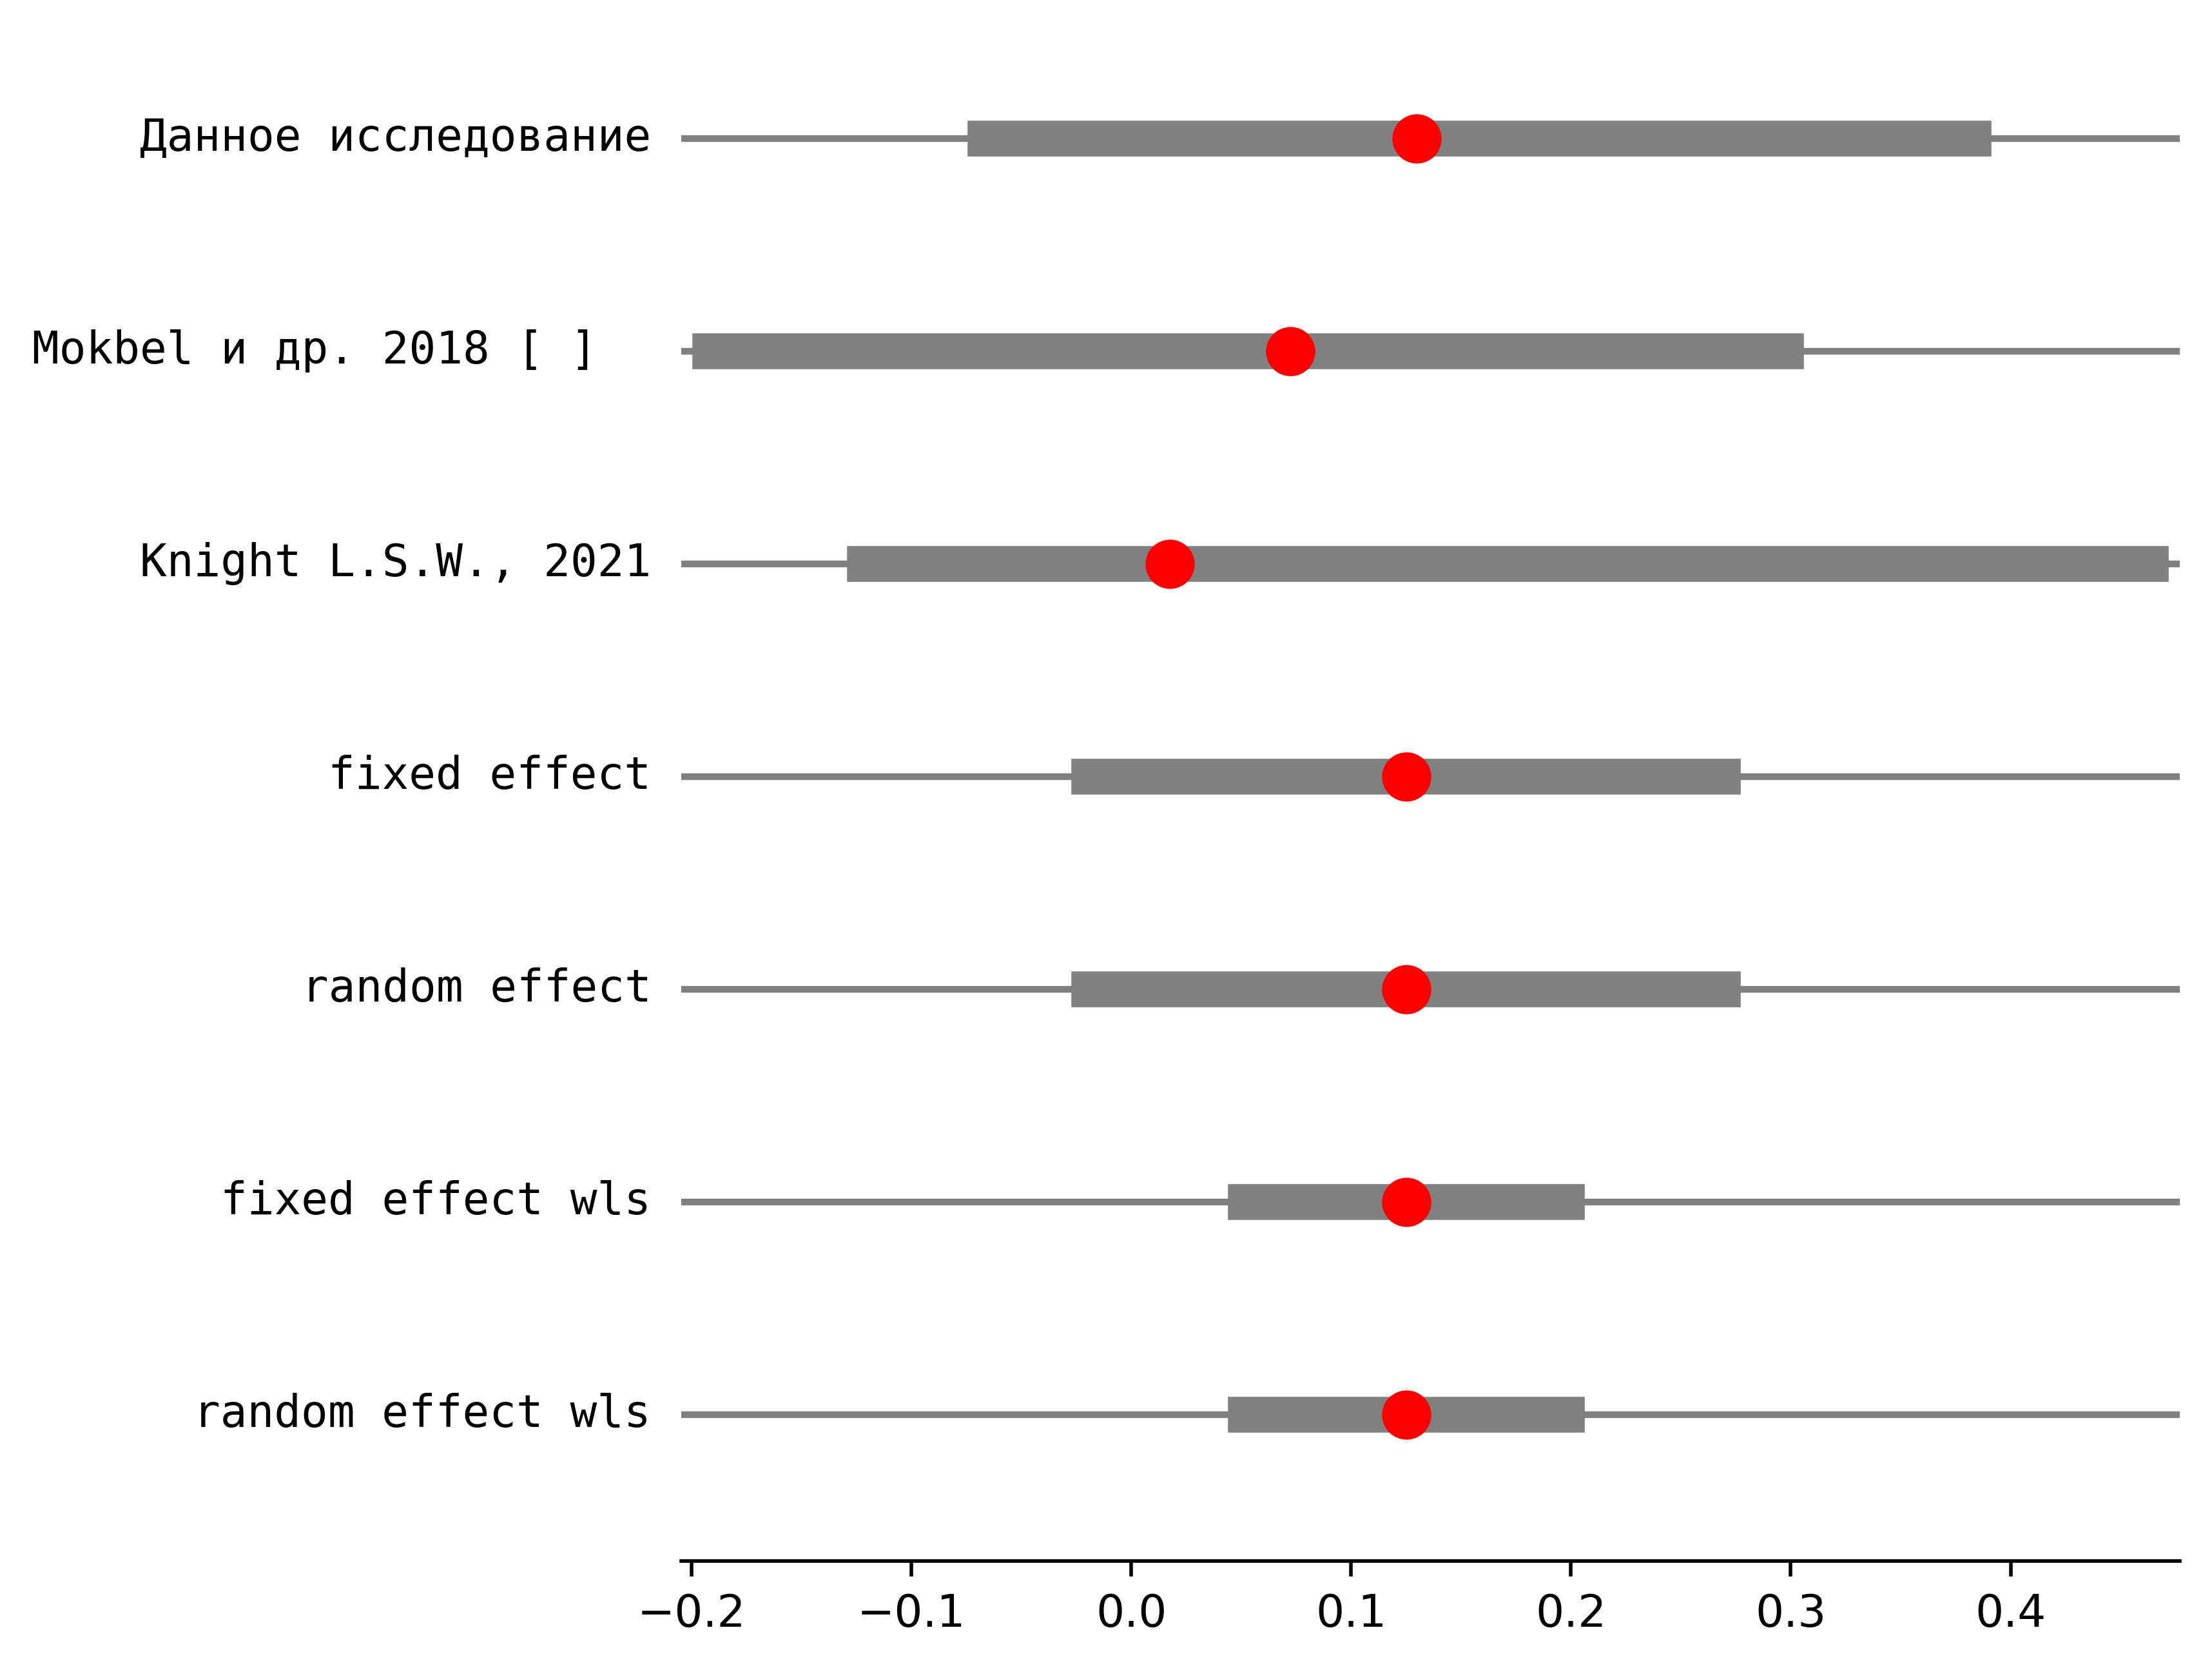 Данное исследование
Mokbel и др. 2018 [ ]
Knight L.S.W., 2021
fixed effect
random effect
fixed effect wls
random effect wls
−0.2 −0.1 0.0 0.1 0.2 0.3 0.4